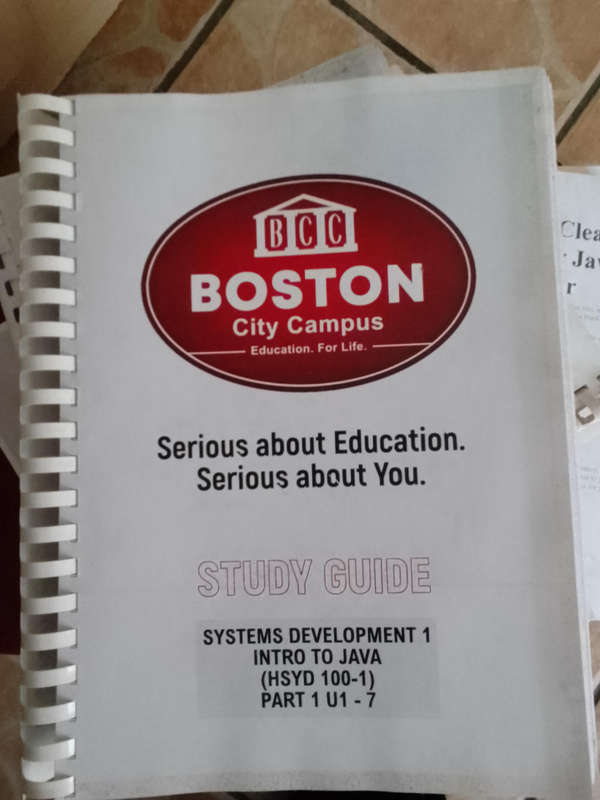 BCC
BOSTON
City Campus
Education. For Life.
Serious about Education.
Serious about You.
STUDY GUIDE
SYSTEMS DEVELOPMENT 1
INTRO TO JAVA
(HSYD 100-1)
PART 1 U1 - 7